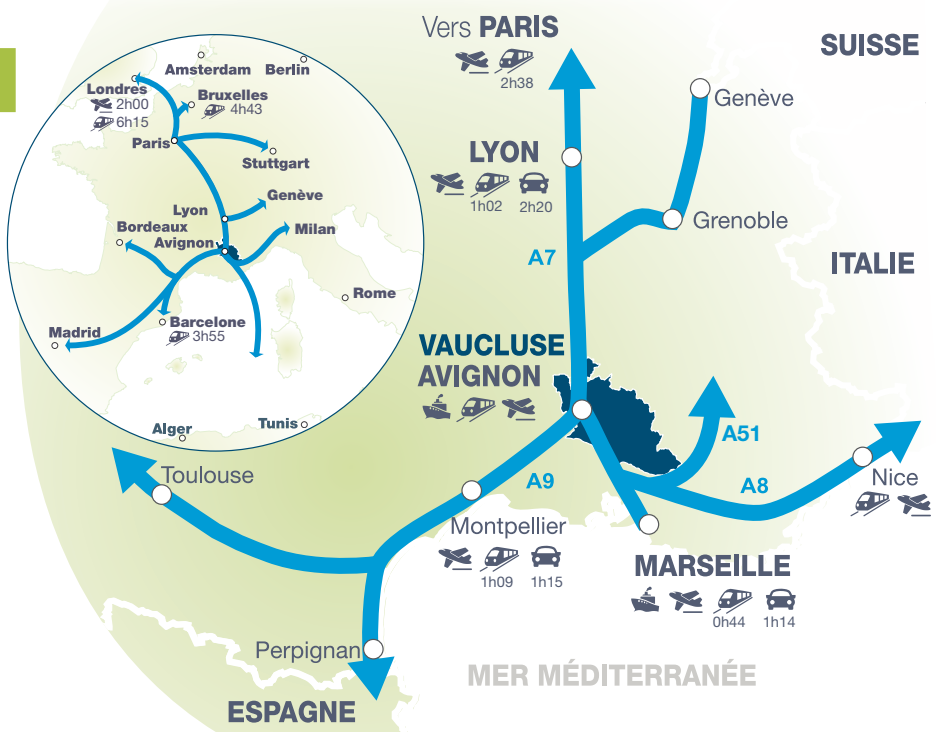 Amsterdam
Berlin
Londres
2h00
6h15
Bruxelles
4h43
Paris
Stuttgart
Genève
Lyon
Bordeaux
Avignon
Milan
Rome
Barcelone
3h55
Madrid
Alger
Tunis
Vers PARIS
2h38
SUISSE
Genève
LYON
1h02
2h20
Grenoble
A7
ITALIE
VAUCLUSE
AVIGNON
A51
Toulouse
A9
A8
Nice
Montpellier
1h09
1h15
MARSEILLE
0h44
1h14
Perpignan
MER MÉDITERRANÉE
ESPAGNE